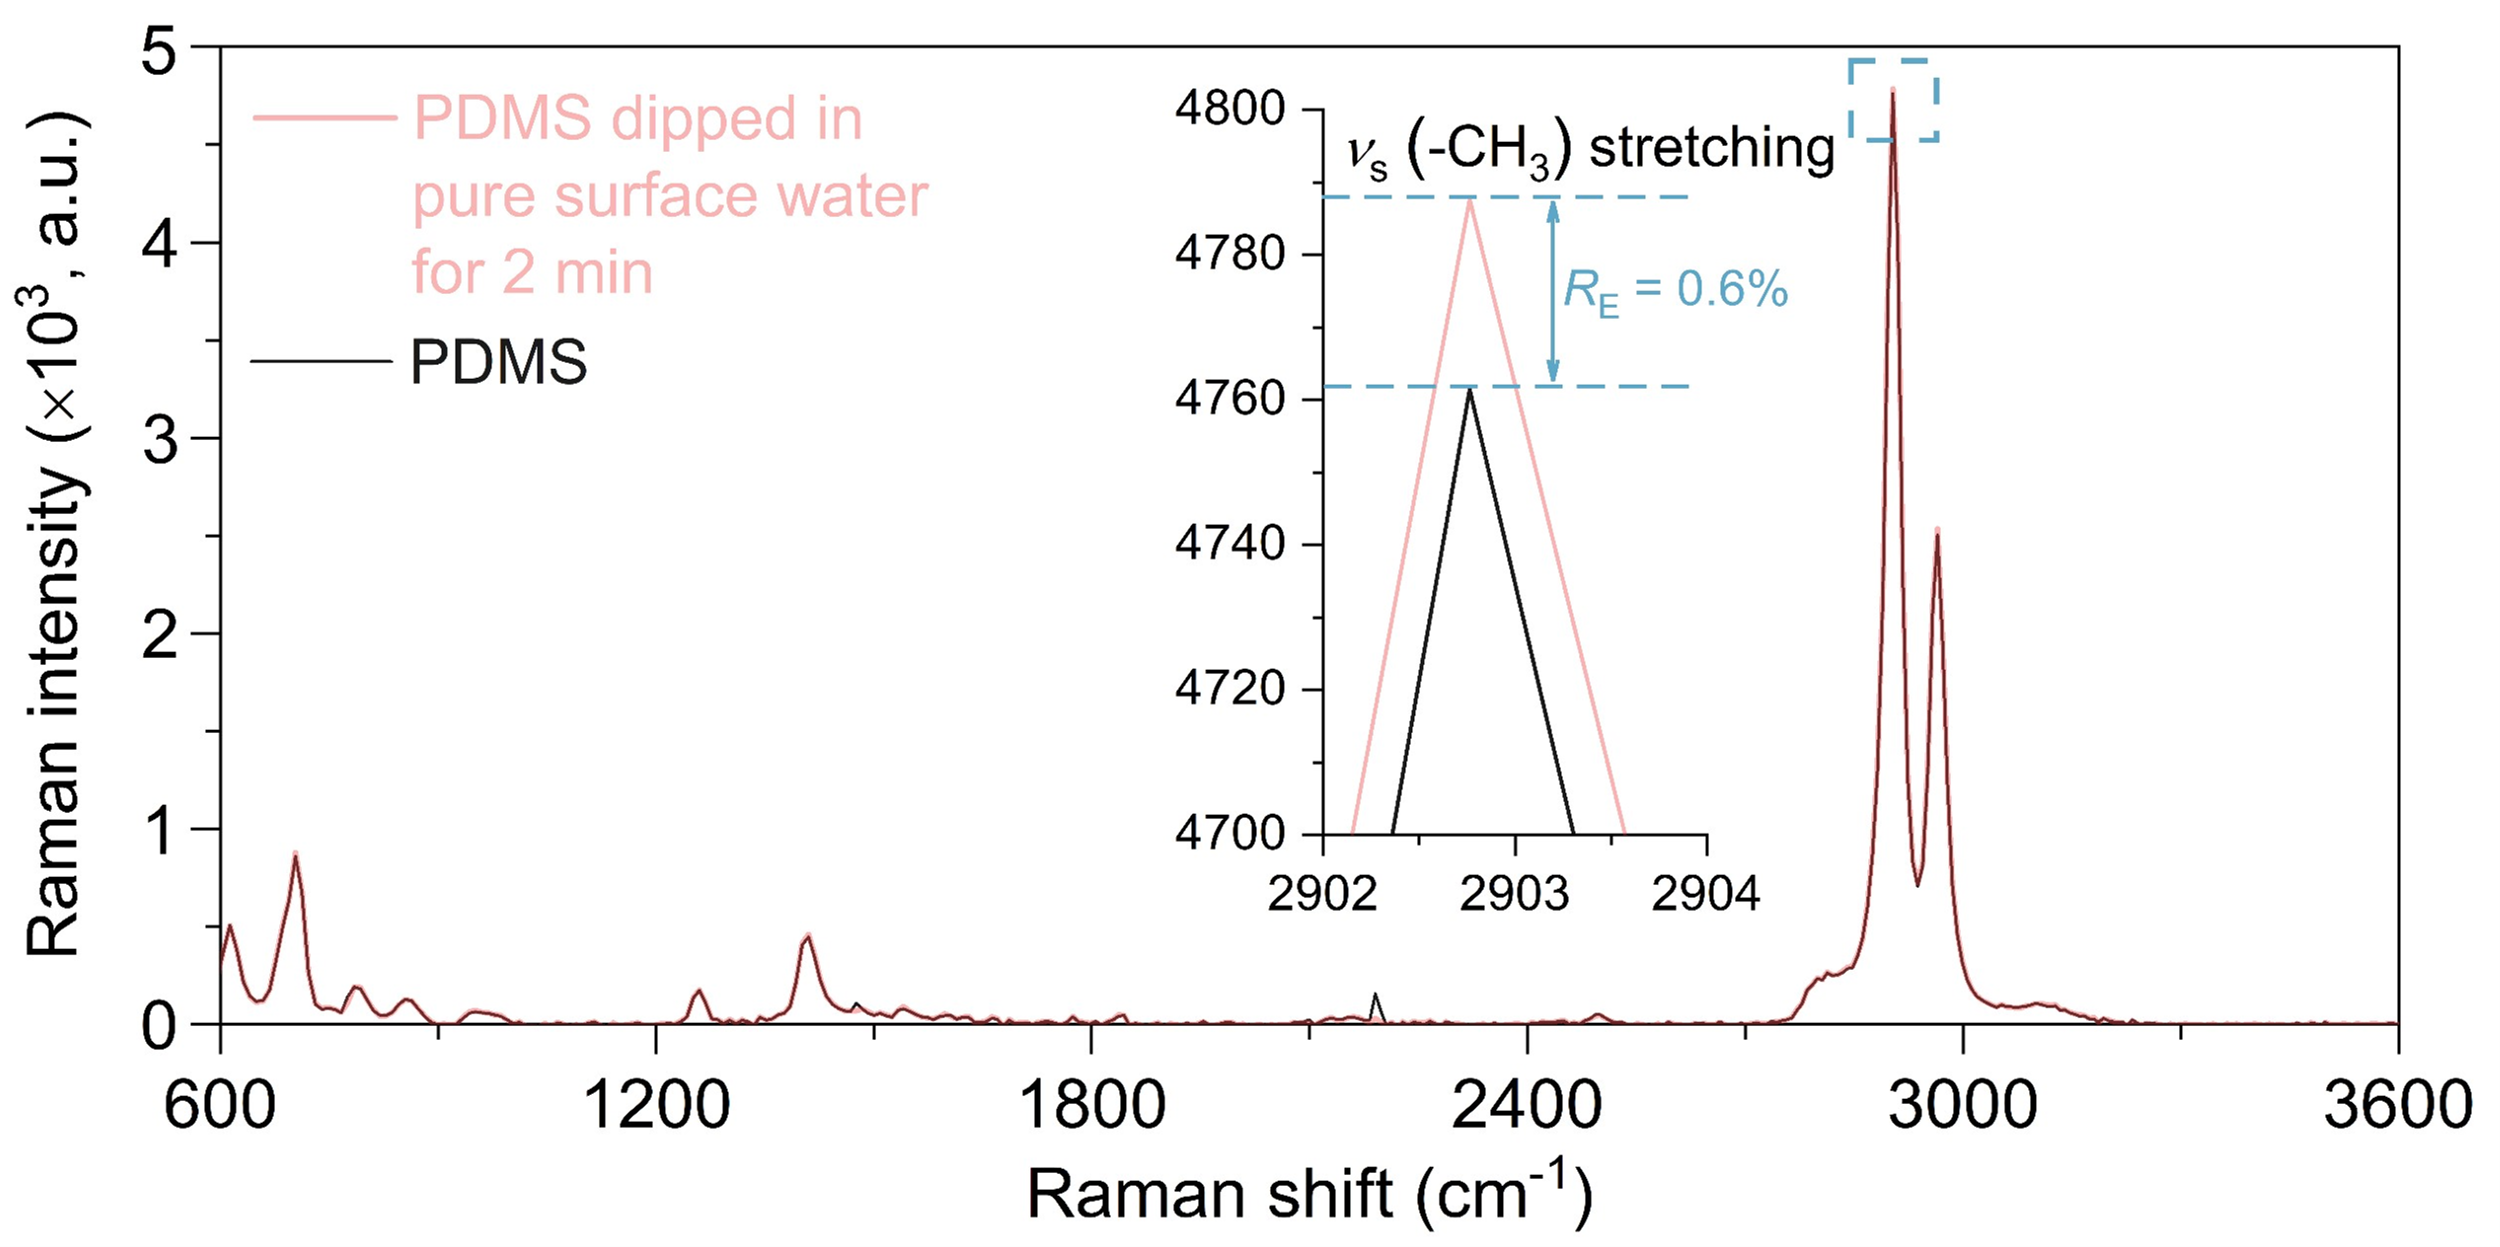 Raman intensity (×10³, a.u.)
5
4
3
2
1
0
PDMS dipped in
pure surface water
for 2 min
PDMS
4800
4780
4760
4740
4720
4700
νₛ (-CH₃) stretching
R_E = 0.6%
2902 2903 2904
600 1200 1800 2400 3000 3600
Raman shift (cm⁻¹)